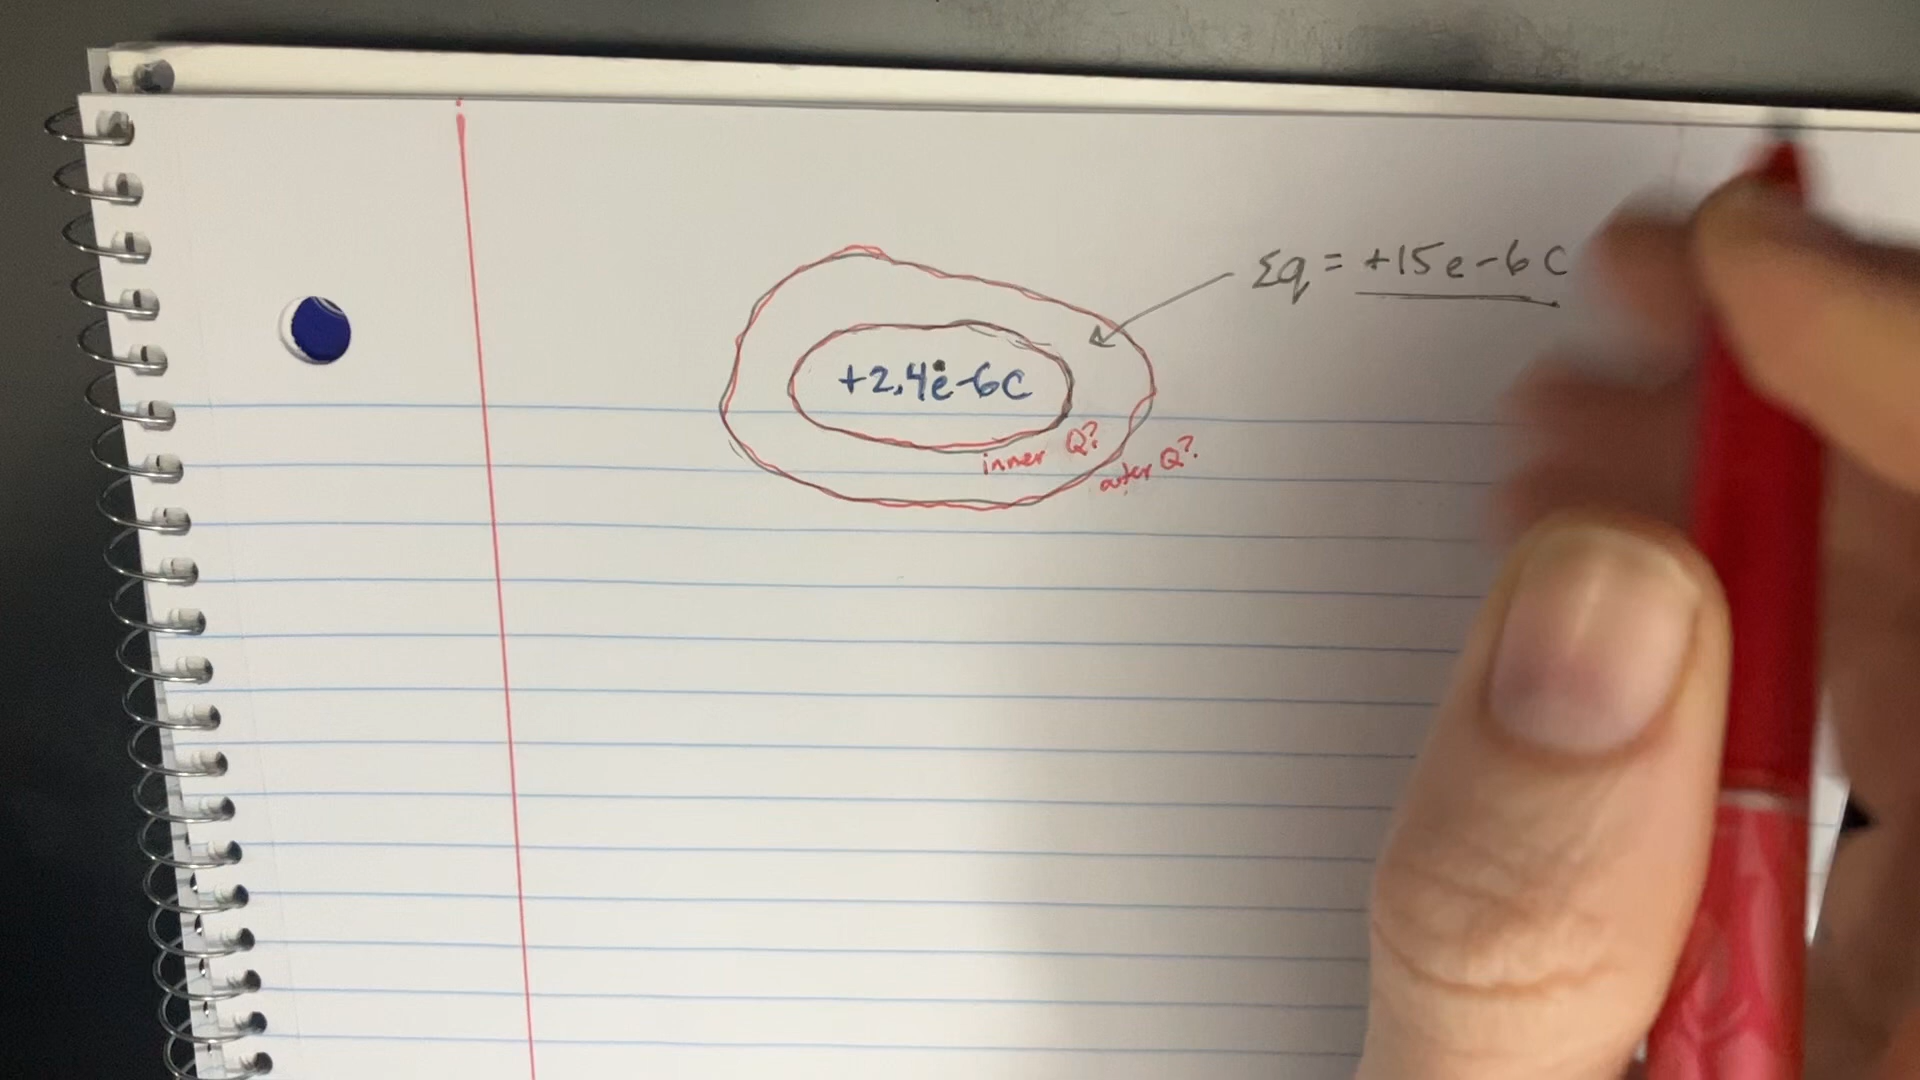 Σq = +15e-6C
+2.4e-6C
inner Q?
outer Q?